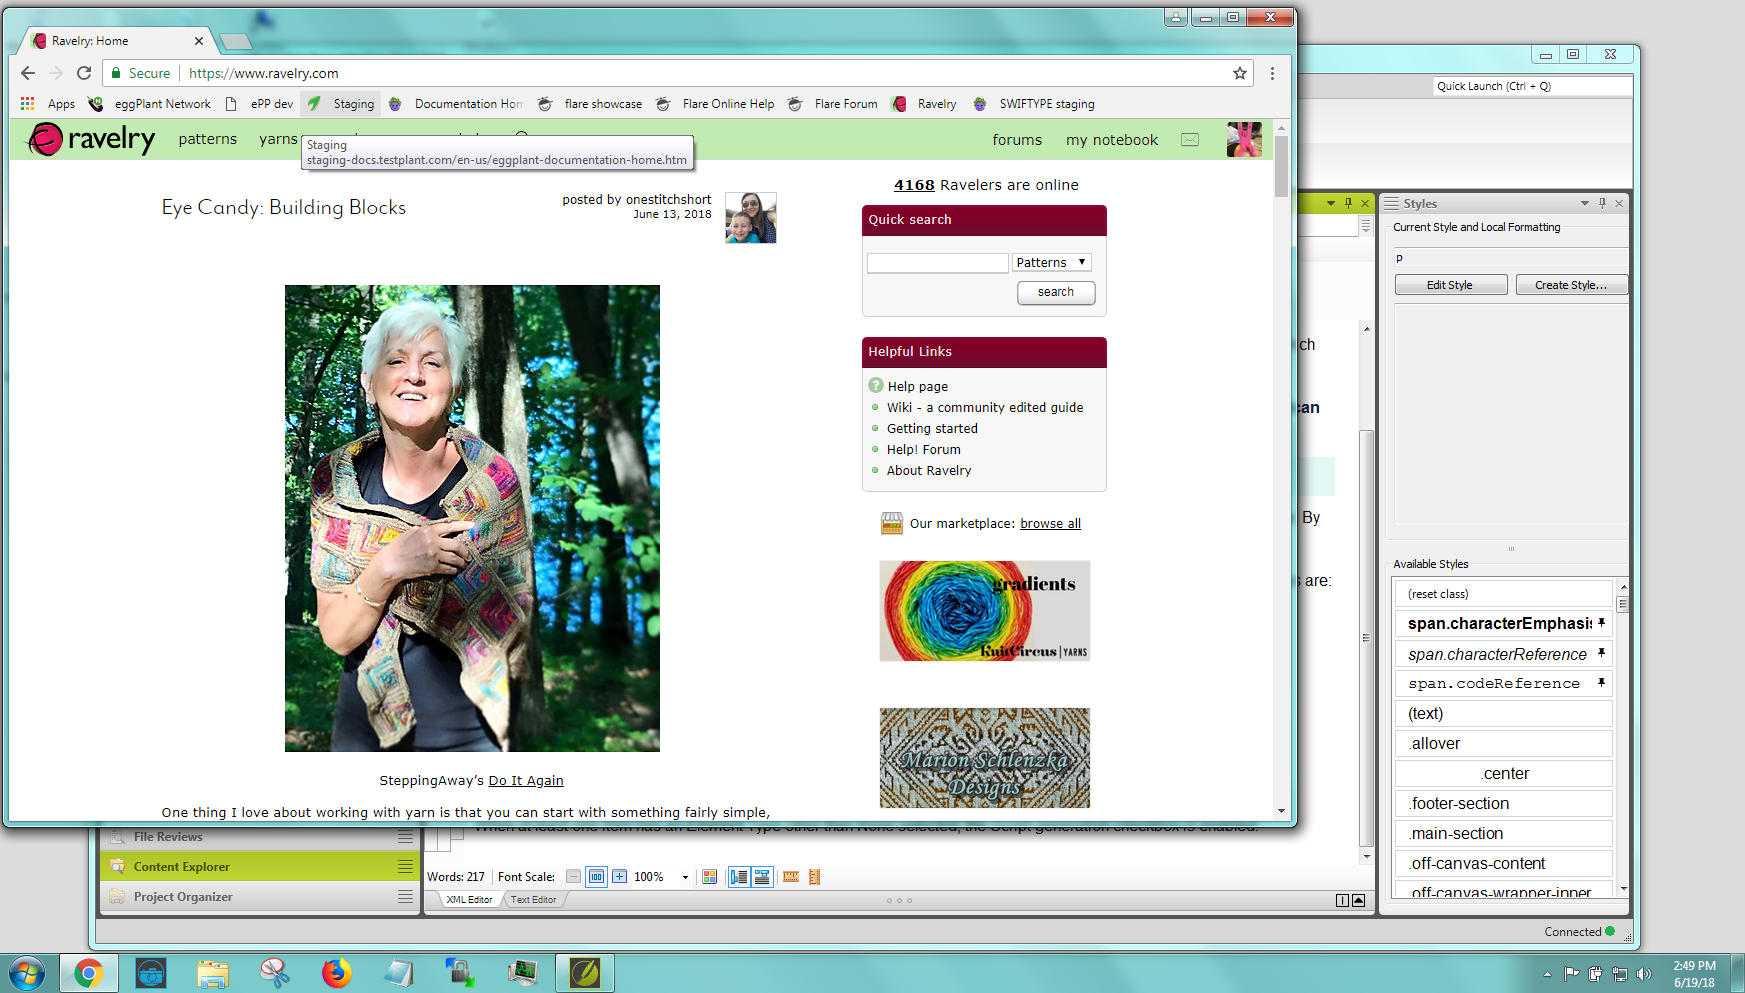 Ravelry: Home
Secure
https://www.ravelry.com
Apps
eggPlant Network
ePP dev
Staging
Documentation Hom
flare showcase
Flare Online Help
Flare Forum
Ravelry
SWIFTYPE staging
ravelry
patterns
yarns
forums
my notebook
Staging
staging-docs.testplant.com/en-us/eggplant-documentation-home.htm
Eye Candy: Building Blocks
posted by onestitchshort
June 13, 2018
4168 Ravelers are online
Quick search
Patterns
search
Helpful Links
Help page
Wiki - a community edited guide
Getting started
Help! Forum
About Ravelry
Our marketplace: browse all
gradients
KnitCircus|YARNS
Marion Schlenzka
Designs
SteppingAway's Do It Again
One thing I love about working with yarn is that you can start with something fairly simple,
Quick Launch (Ctrl + Q)
ch
can
By
s are:
Styles
Current Style and Local Formatting
p
Edit Style
Create Style...
Available Styles
(reset class)
span.characterEmphasis
span.characterReference
span.codeReference
(text)
.allover
.center
.footer-section
.main-section
.off-canvas-content
.off-canvas-wrapper-inner
When at least one item has an Element Type other than None selected, the Script generation checkbox is enabled.
File Reviews
Content Explorer
Project Organizer
Words: 217
Font Scale:
100
100%
XML Editor
Text Editor
Connected
2:49 PM
6/19/18